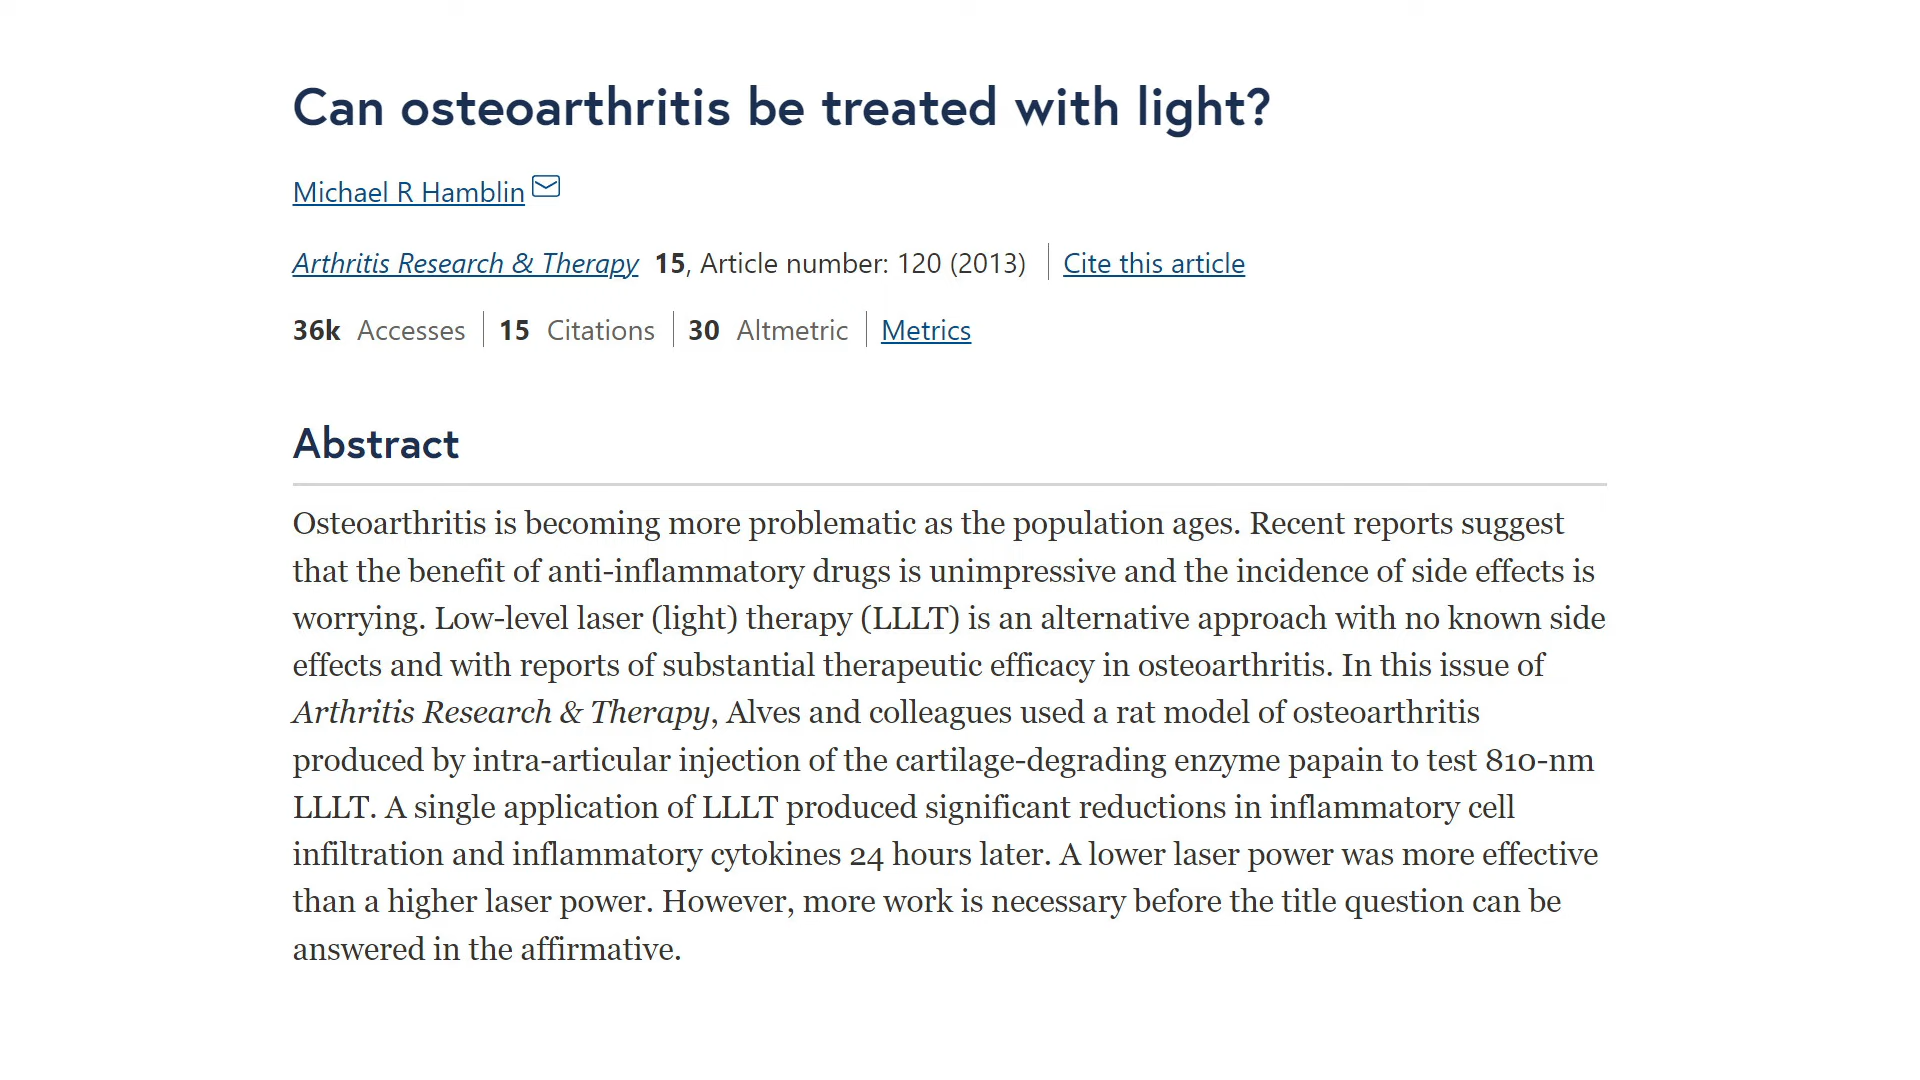 Can osteoarthritis be treated with light?
Michael R Hamblin
Arthritis Research & Therapy 15, Article number: 120 (2013) Cite this article
36k Accesses 15 Citations 30 Altmetric Metrics
Abstract
Osteoarthritis is becoming more problematic as the population ages. Recent reports suggest
that the benefit of anti-inflammatory drugs is unimpressive and the incidence of side effects is
worrying. Low-level laser (light) therapy (LLLT) is an alternative approach with no known side
effects and with reports of substantial therapeutic efficacy in osteoarthritis. In this issue of
Arthritis Research & Therapy, Alves and colleagues used a rat model of osteoarthritis
produced by intra-articular injection of the cartilage-degrading enzyme papain to test 810-nm
LLLT. A single application of LLLT produced significant reductions in inflammatory cell
infiltration and inflammatory cytokines 24 hours later. A lower laser power was more effective
than a higher laser power. However, more work is necessary before the title question can be
answered in the affirmative.